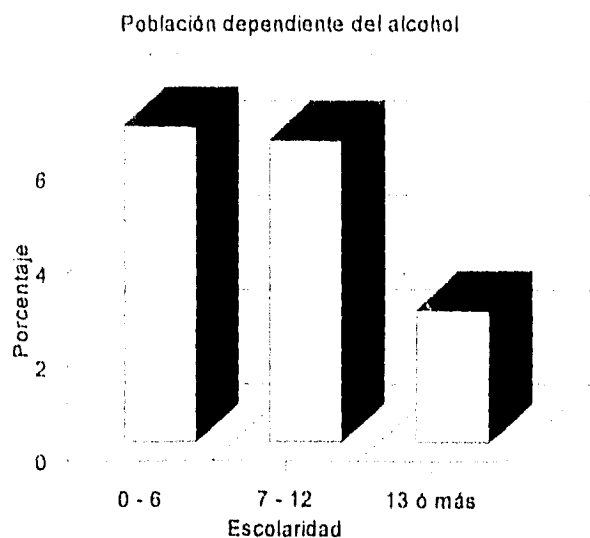 Población dependiente del alcohol
6
4
2
0
Porcentaje
0 - 6 7 - 12 13 ó más
Escolaridad